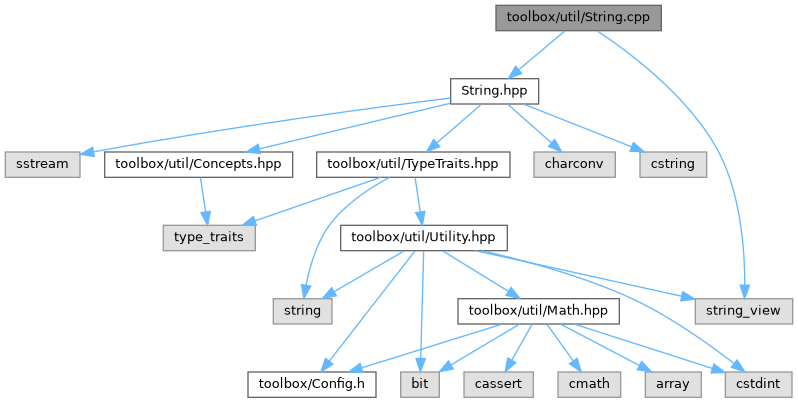 toolbox/util/String.cpp
String.hpp
sstream
toolbox/util/Concepts.hpp
toolbox/util/TypeTraits.hpp
charconv
cstring
type_traits
toolbox/util/Utility.hpp
string
toolbox/util/Math.hpp
string_view
toolbox/Config.h
bit
cassert
cmath
array
cstdint